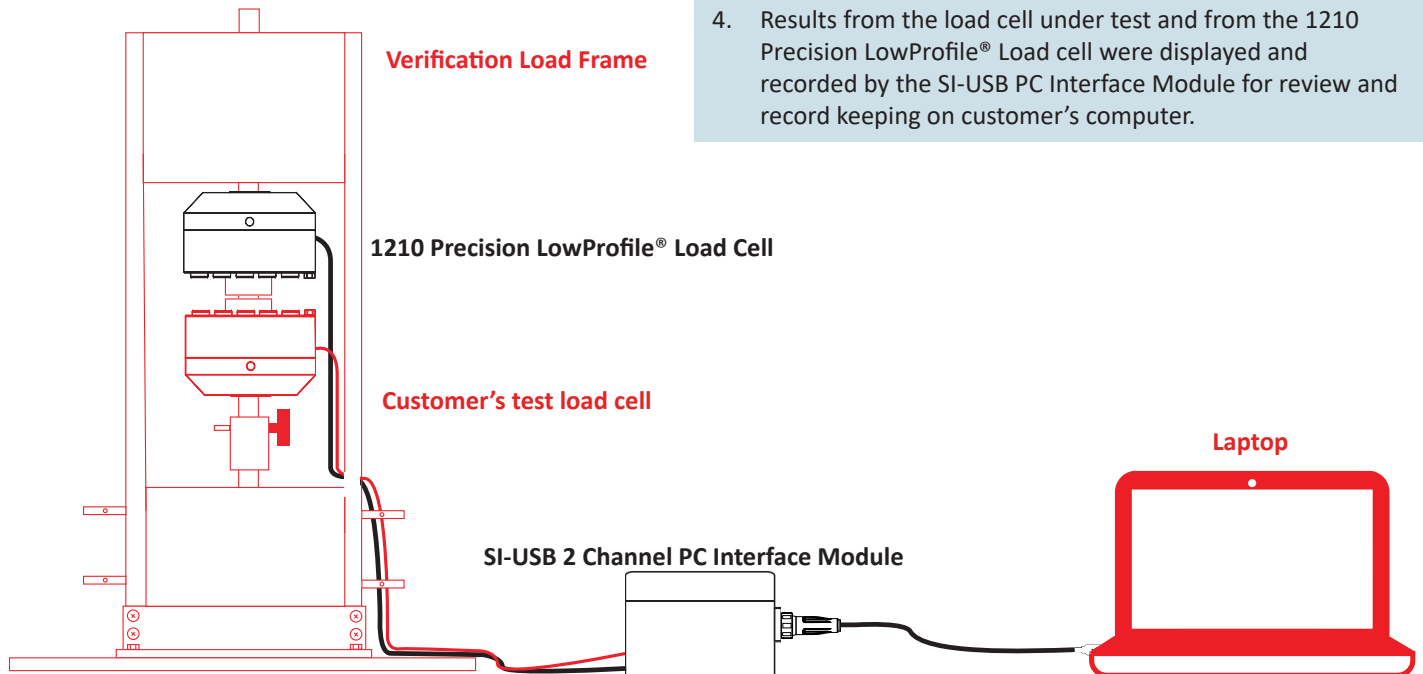 4. Results from the load cell under test and from the 1210
Precision LowProfile® Load cell were displayed and
recorded by the SI-USB PC Interface Module for review and
record keeping on customer’s computer.
Verification Load Frame
1210 Precision LowProfile® Load Cell
Customer’s test load cell
Laptop
SI-USB 2 Channel PC Interface Module